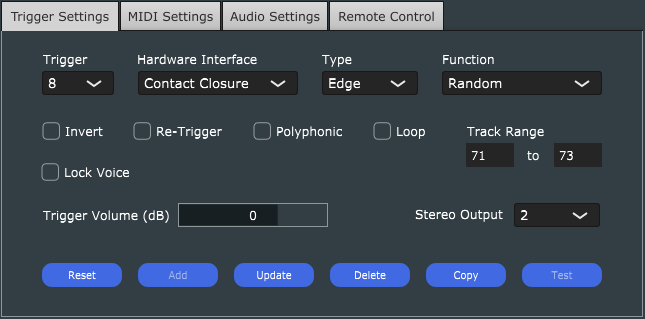 Trigger Settings MIDI Settings Audio Settings Remote Control
Trigger Hardware Interface Type Function
8 Contact Closure Edge Random
Invert Re-Trigger Polyphonic Loop Track Range
71 to 73
Lock Voice
Trigger Volume (dB) 0 Stereo Output 2
Reset Add Update Delete Copy Test